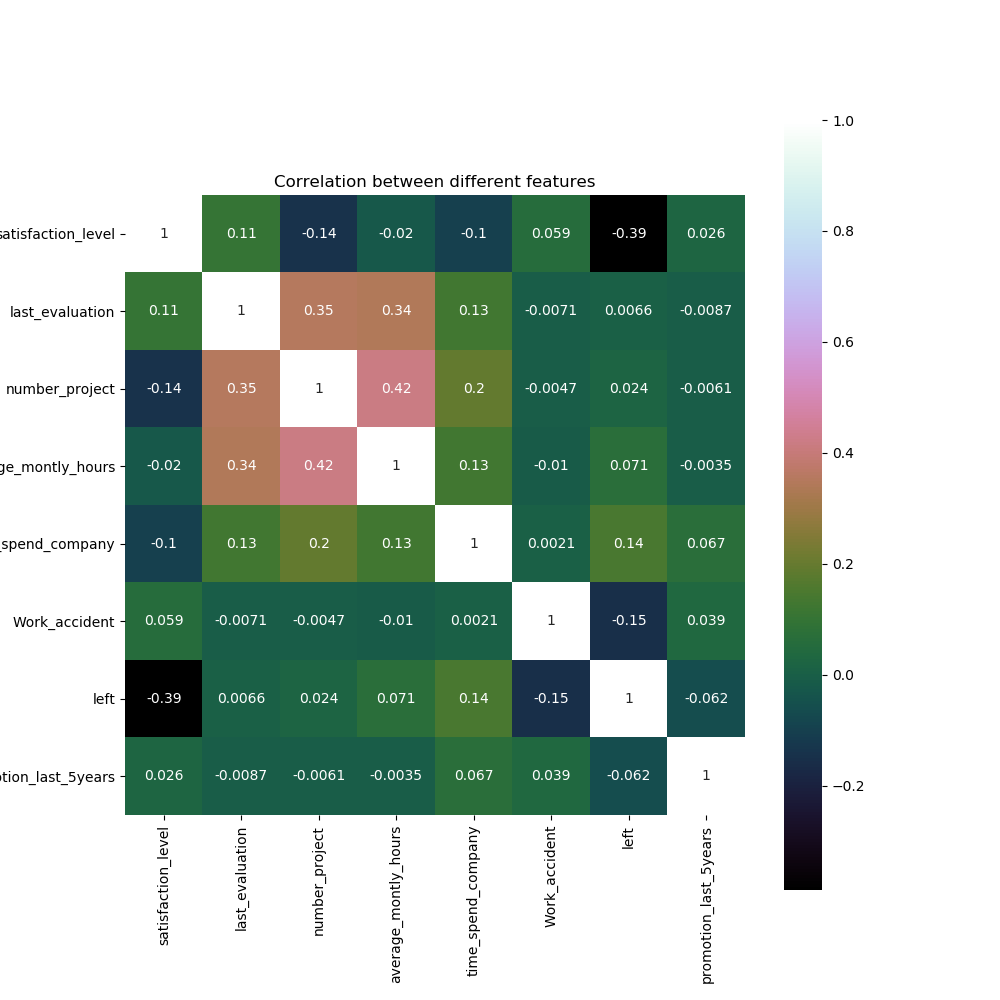 Correlation between different features
satisfaction_level 1 0.11 -0.14 -0.02 -0.1 0.059 -0.39 0.026
last_evaluation 0.11 1 0.35 0.34 0.13 -0.0071 0.0066 -0.0087
number_project -0.14 0.35 1 0.42 0.2 -0.0047 0.024 -0.0061
ge_montly_hours -0.02 0.34 0.42 1 0.13 -0.01 0.071 -0.0035
_spend_company -0.1 0.13 0.2 0.13 1 0.0021 0.14 0.067
Work_accident 0.059 -0.0071 -0.0047 -0.01 0.0021 1 -0.15 0.039
left -0.39 0.0066 0.024 0.071 0.14 -0.15 1 -0.062
otion_last_5years 0.026 -0.0087 -0.0061 -0.0035 0.067 0.039 -0.062 1
satisfaction_level
last_evaluation
number_project
average_montly_hours
time_spend_company
Work_accident
left
promotion_last_5years
1.0
0.8
0.6
0.4
0.2
0.0
−0.2